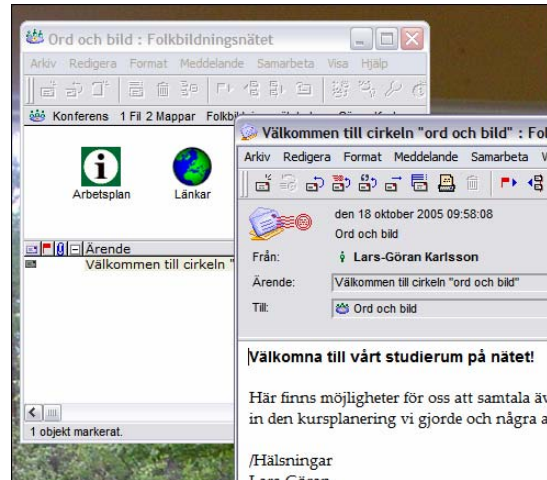 Ord och bild : Folkbildningsnätet
Arkiv Redigera Format Meddelande Samarbeta Visa Hjälp
Konferens 1 Fil 2 Mappar
Arbetsplan Länkar
Ärende
Välkommen till cirkeln "
1 objekt markerat.
Välkommen till cirkeln "ord och bild" : Fol
Arkiv Redigera Format Meddelande Samarbeta V
den 18 oktober 2005 09:58:08
Ord och bild
Från: Lars-Göran Karlsson
Ärende: Välkommen till cirkeln "ord och bild"
Till: Ord och bild
Välkomna till vårt studierum på nätet!
Här finns möjligheter för oss att samtala äv
in den kursplanering vi gjorde och några a
/Hälsningar
Lars-Göran